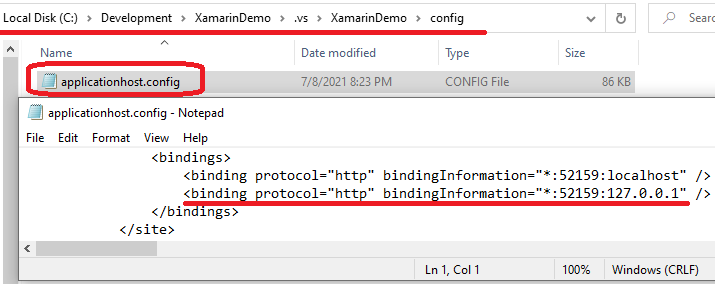 Local Disk (C:) > Development > XamarinDemo > .vs > XamarinDemo > config
Name Date modified Type Size
applicationhost.config 7/8/2021 8:23 PM CONFIG File 86 KB
applicationhost.config - Notepad
File Edit Format View Help
<bindings>
<binding protocol="http" bindingInformation="*:52159:localhost" />
<binding protocol="http" bindingInformation="*:52159:127.0.0.1" />
</bindings>
</site>
Ln 1, Col 1 100% Windows (CRLF)